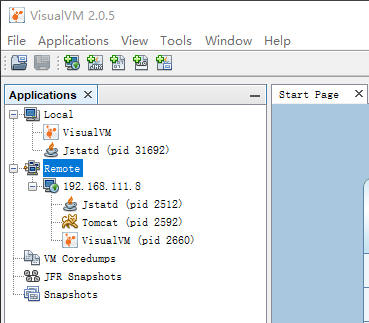 VisualVM 2.0.5
File Applications View Tools Window Help
Applications
Start Page
Local
VisualVM
Jstatd (pid 31692)
Remote
192.168.111.8
Jstatd (pid 2512)
Tomcat (pid 2592)
VisualVM (pid 2660)
VM Coredumps
JFR Snapshots
Snapshots